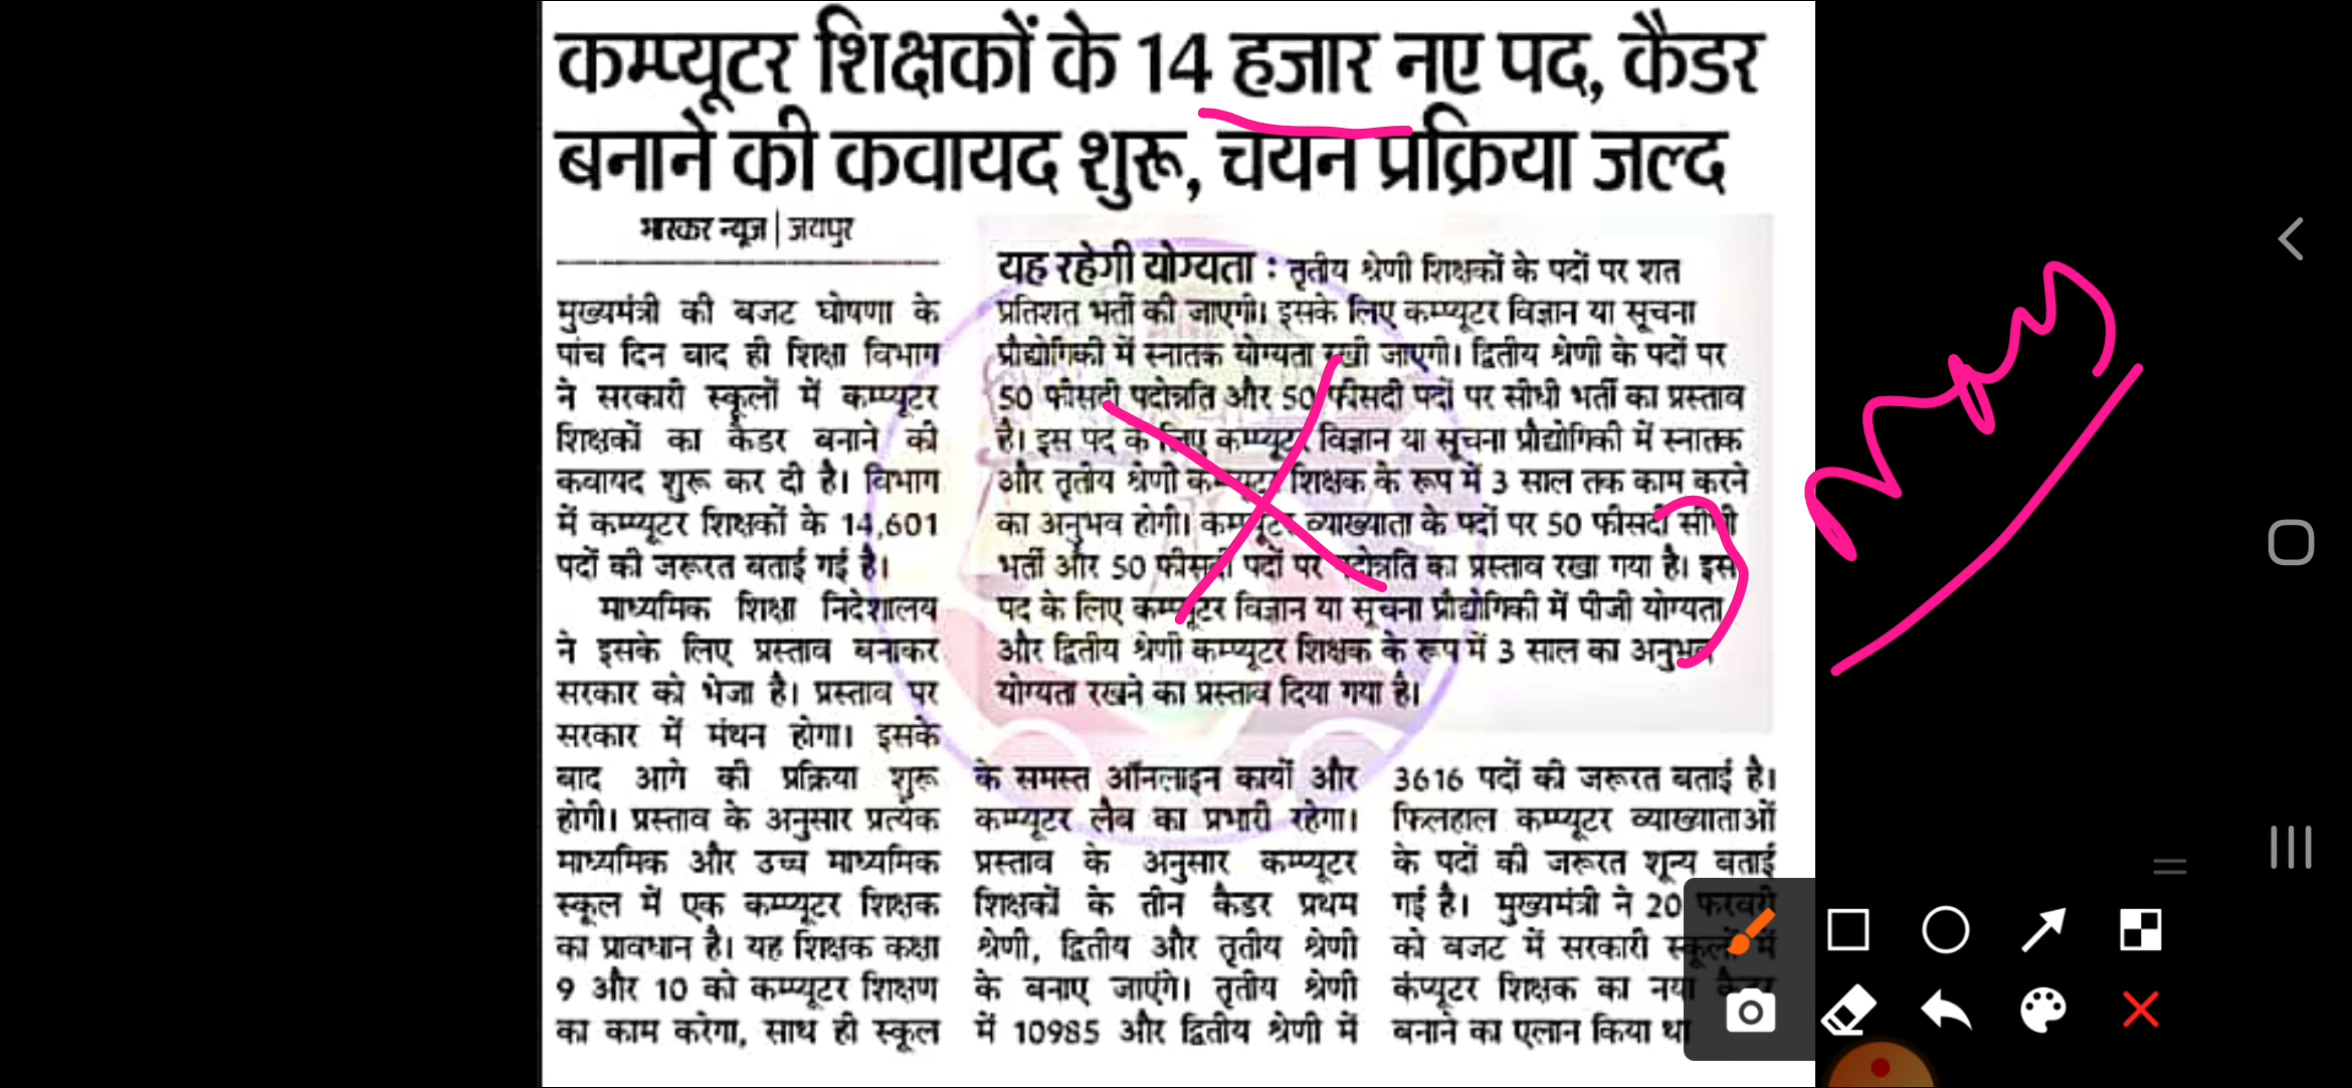 कम्प्यूटर शिक्षकों के 14 हजार नए पद, कैडर
बनाने की कवायद शुरू, चयन प्रक्रिया जल्द
भास्कर न्यूज | जयपुर
मुख्यमंत्री की बजट घोषणा के
पांच दिन बाद ही शिक्षा विभाग
ने सरकारी स्कूलों में कम्प्यूटर
शिक्षकों का कैडर बनाने की
कवायद शुरू कर दी है। विभाग
में कम्प्यूटर शिक्षकों के 14,601
पदों की जरूरत बताई गई है।
माध्यमिक शिक्षा निदेशालय
ने इसके लिए प्रस्ताव बनाकर
सरकार को भेजा है। प्रस्ताव पर
सरकार में मंथन होगा। इसके
बाद आगे की प्रक्रिया शुरू
होगी। प्रस्ताव के अनुसार प्रत्येक
माध्यमिक और उच्च माध्यमिक
स्कूल में एक कम्प्यूटर शिक्षक
का प्रावधान है। यह शिक्षक कक्षा
9 और 10 को कम्प्यूटर शिक्षण
का काम करेगा, साथ ही स्कूल
यह रहेगी योग्यता : तृतीय श्रेणी शिक्षकों के पदों पर शत
प्रतिशत भर्ती की जाएगी। इसके लिए कम्प्यूटर विज्ञान या सूचना
प्रौद्योगिकी में स्नातक योग्यता रखी जाएगी। द्वितीय श्रेणी के पदों पर
50 फीसदी पदोन्नति और 50 फीसदी पदों पर सीधी भर्ती का प्रस्ताव
है। इस पद के लिए कम्प्यूटर विज्ञान या सूचना प्रौद्योगिकी में स्नातक
और तृतीय श्रेणी कम्प्यूटर शिक्षक के रूप में 3 साल तक काम करने
का अनुभव होगी। कम्प्यूटर व्याख्याता के पदों पर 50 फीसदी सीधी
भर्ती और 50 फीसदी पदों पर पदोन्नति का प्रस्ताव रखा गया है। इस
पद के लिए कम्प्यूटर विज्ञान या सूचना प्रौद्योगिकी में पीजी योग्यता
और द्वितीय श्रेणी कम्प्यूटर शिक्षक के रूप में 3 साल का अनुभव
योग्यता रखने का प्रस्ताव दिया गया है।
के समस्त ऑनलाइन कार्यों और
कम्प्यूटर लैब का प्रभारी रहेगा।
प्रस्ताव के अनुसार कम्प्यूटर
शिक्षकों के तीन कैडर प्रथम
श्रेणी, द्वितीय और तृतीय श्रेणी
के बनाए जाएंगे। तृतीय श्रेणी
में 10985 और द्वितीय श्रेणी में
3616 पदों की जरूरत बताई है।
फिलहाल कम्प्यूटर व्याख्याताओं
के पदों की जरूरत शून्य बताई
गई है। मुख्यमंत्री ने 20 फरवरी
को बजट में सरकारी स्कूलों में
कंप्यूटर शिक्षक का नया कैडर
बनाने का एलान किया था